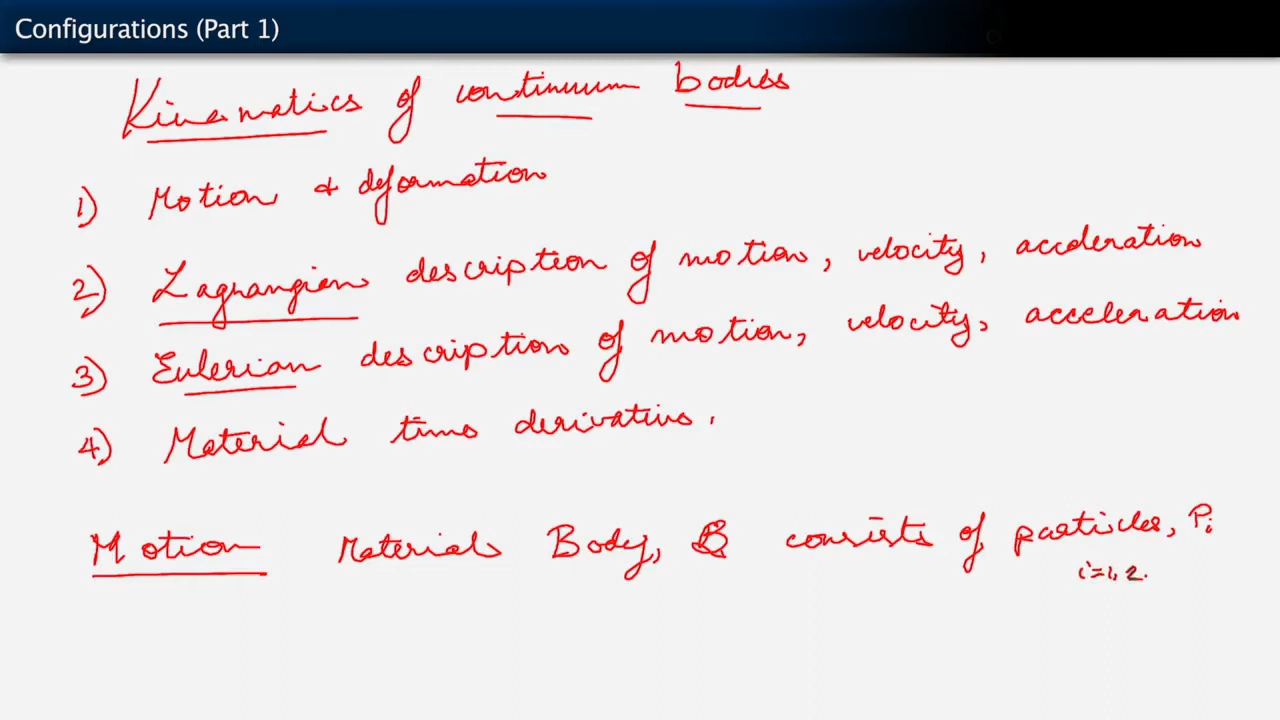 Configurations (Part 1)
Kinematics of continuum bodies
1) Motion & deformation
2) Lagrangian description of motion, velocity, acceleration
3) Eulerian description of motion, velocity, acceleration
4) Material time derivative.
Motion Material Body, B consists of particles, Pi
i=1,2.